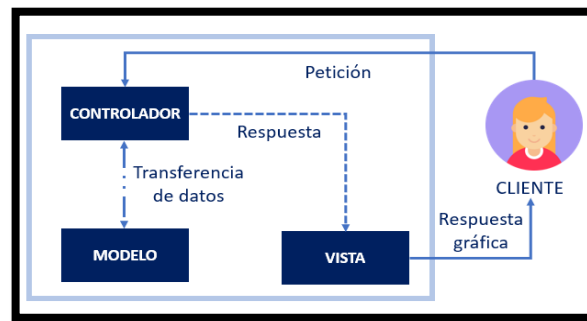 Petición
CONTROLADOR
Respuesta
Transferencia
de datos
CLIENTE
Respuesta
gráfica
MODELO
VISTA